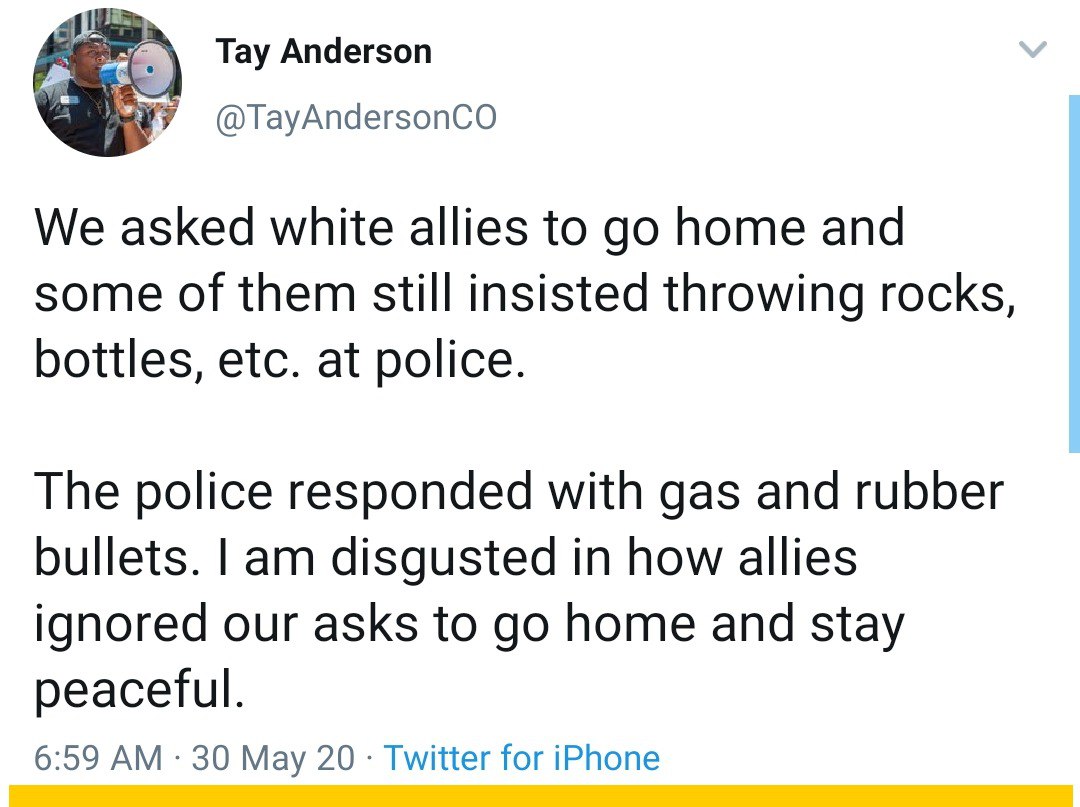 Tay Anderson
@TayAndersonCO
We asked white allies to go home and
some of them still insisted throwing rocks,
bottles, etc. at police.
The police responded with gas and rubber
bullets. I am disgusted in how allies
ignored our asks to go home and stay
peaceful.
6:59 AM · 30 May 20 · Twitter for iPhone